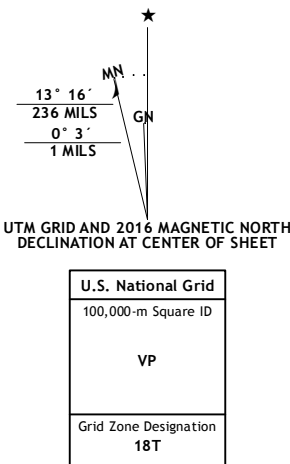 ★
MN
GN
13° 16´
236 MILS
0° 3´
1 MILS
UTM GRID AND 2016 MAGNETIC NORTH
DECLINATION AT CENTER OF SHEET
U.S. National Grid
100,000-m Square ID
VP
Grid Zone Designation
18T